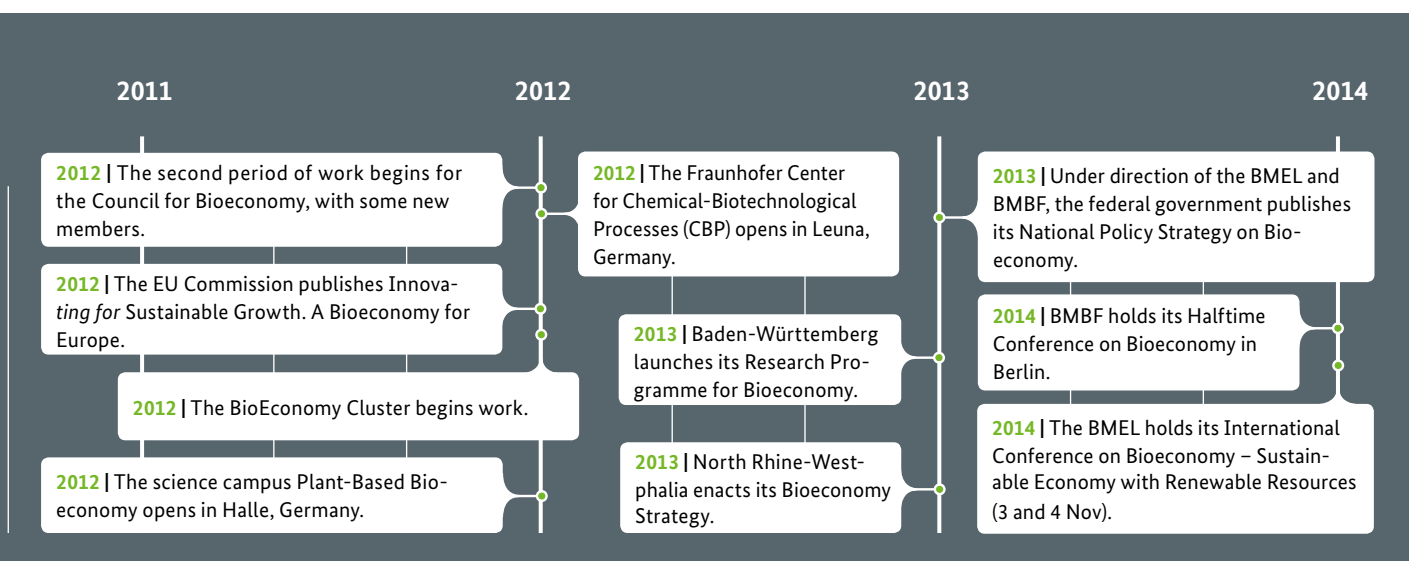 2011
2012
2013
2014
2012 | The second period of work begins for
the Council for Bioeconomy, with some new
members.
2012 | The EU Commission publishes Innova-
ting for Sustainable Growth. A Bioeconomy for
Europe.
2012 | The BioEconomy Cluster begins work.
2012 | The science campus Plant-Based Bio-
economy opens in Halle, Germany.
2012 | The Fraunhofer Center
for Chemical-Biotechnological
Processes (CBP) opens in Leuna,
Germany.
2013 | Baden-Württemberg
launches its Research Pro-
gramme for Bioeconomy.
2013 | North Rhine-West-
phalia enacts its Bioeconomy
Strategy.
2013 | Under direction of the BMEL and
BMBF, the federal government publishes
its National Policy Strategy on Bio-
economy.
2014 | BMBF holds its Halftime
Conference on Bioeconomy in
Berlin.
2014 | The BMEL holds its International
Conference on Bioeconomy – Sustain-
able Economy with Renewable Resources
(3 and 4 Nov).